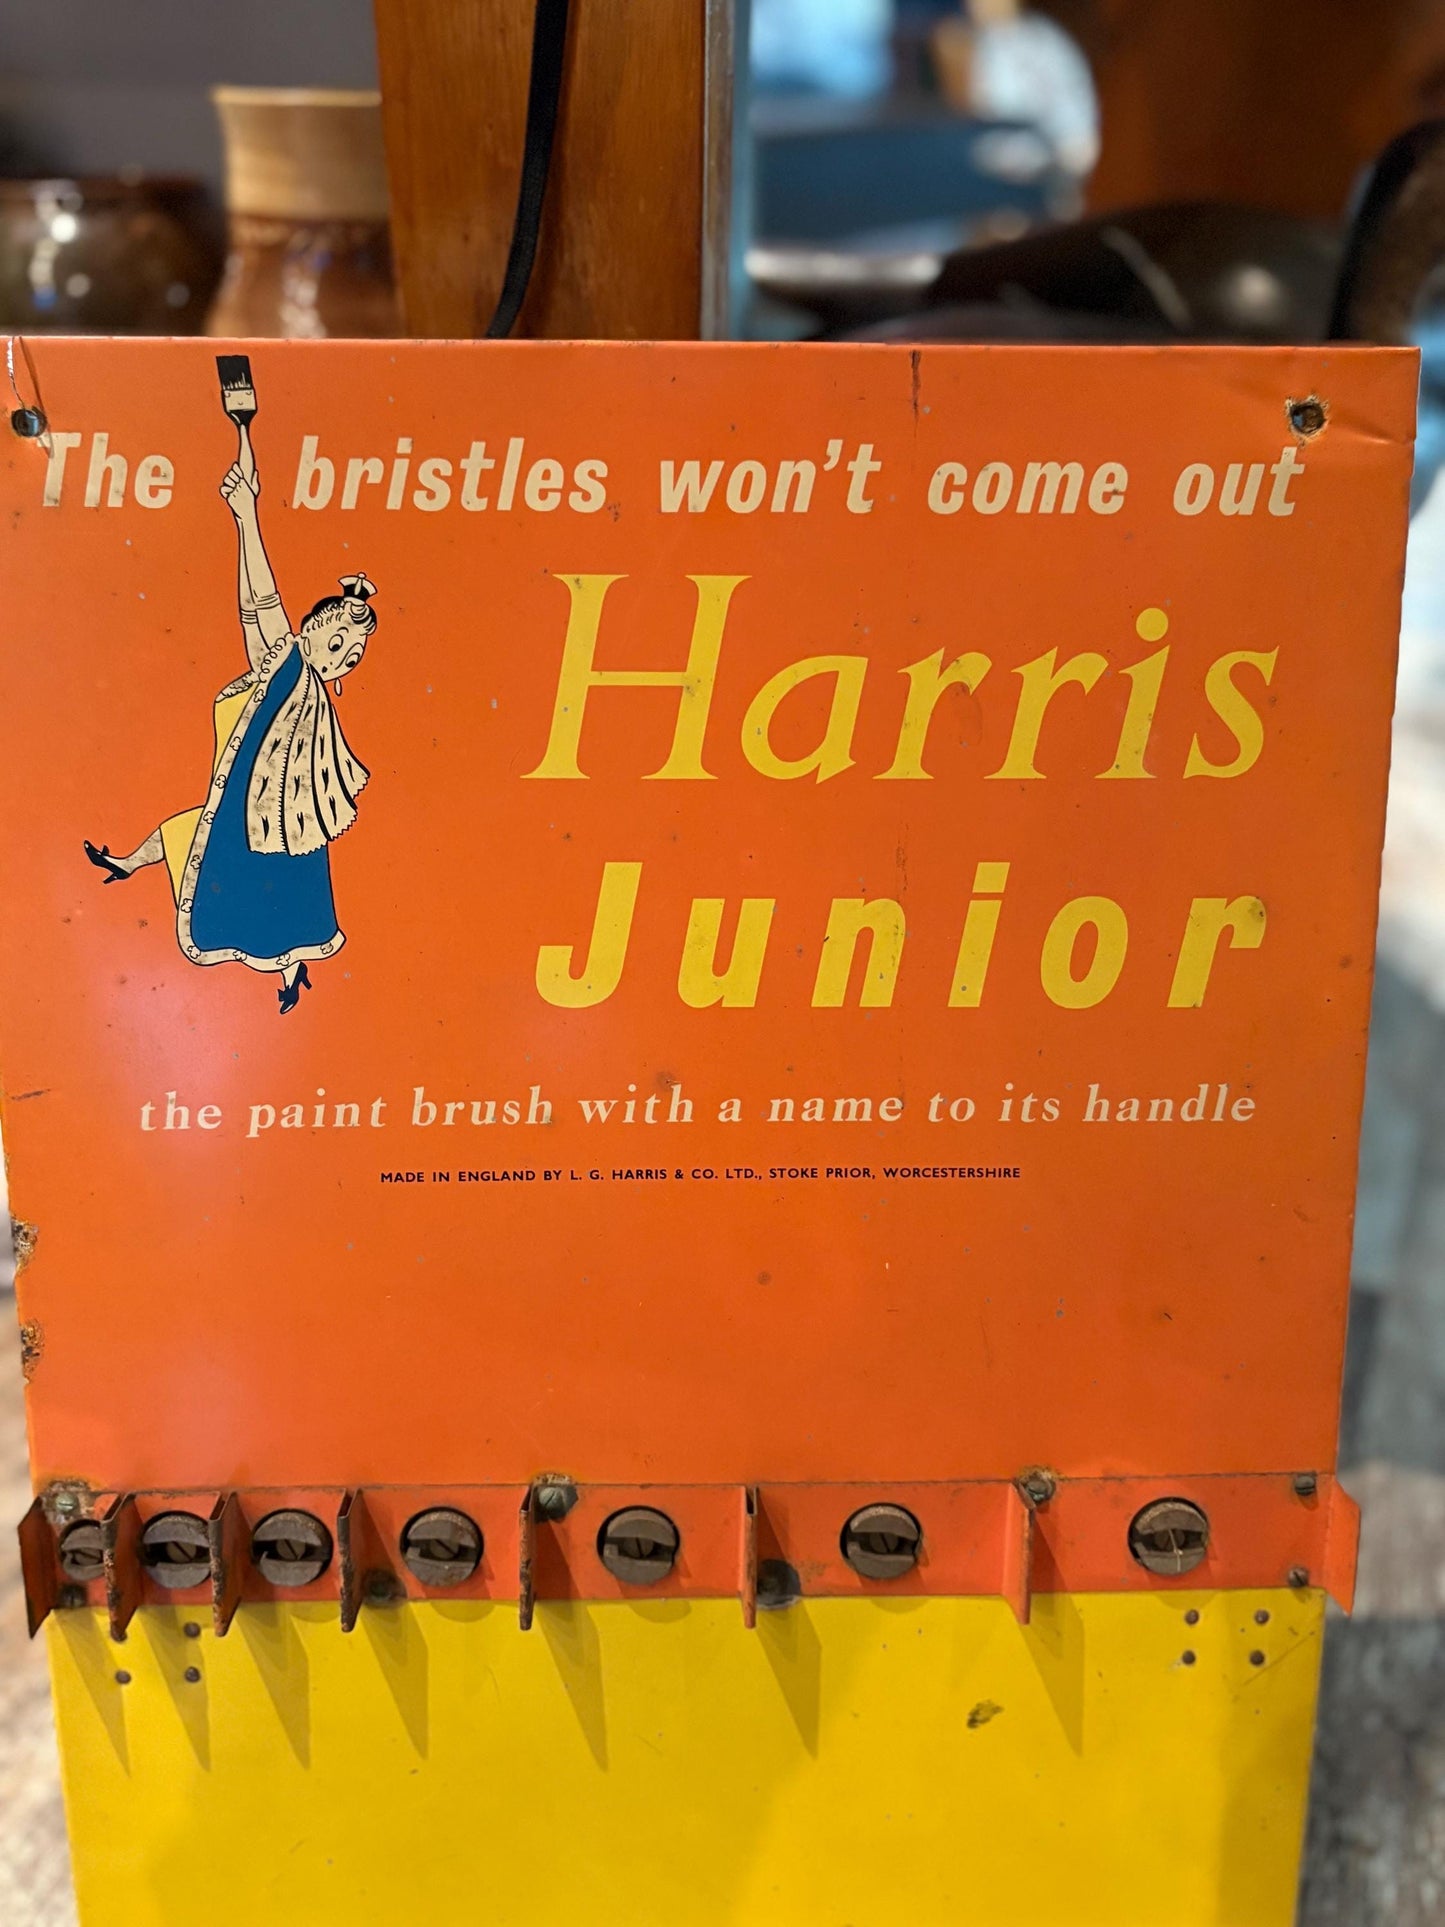 The bristles won't come out
Harris
Junior
the paint brush with a name to its handle
MADE IN ENGLAND BY L. G. HARRIS & CO. LTD., STOKE PRIOR, WORCESTERSHIRE